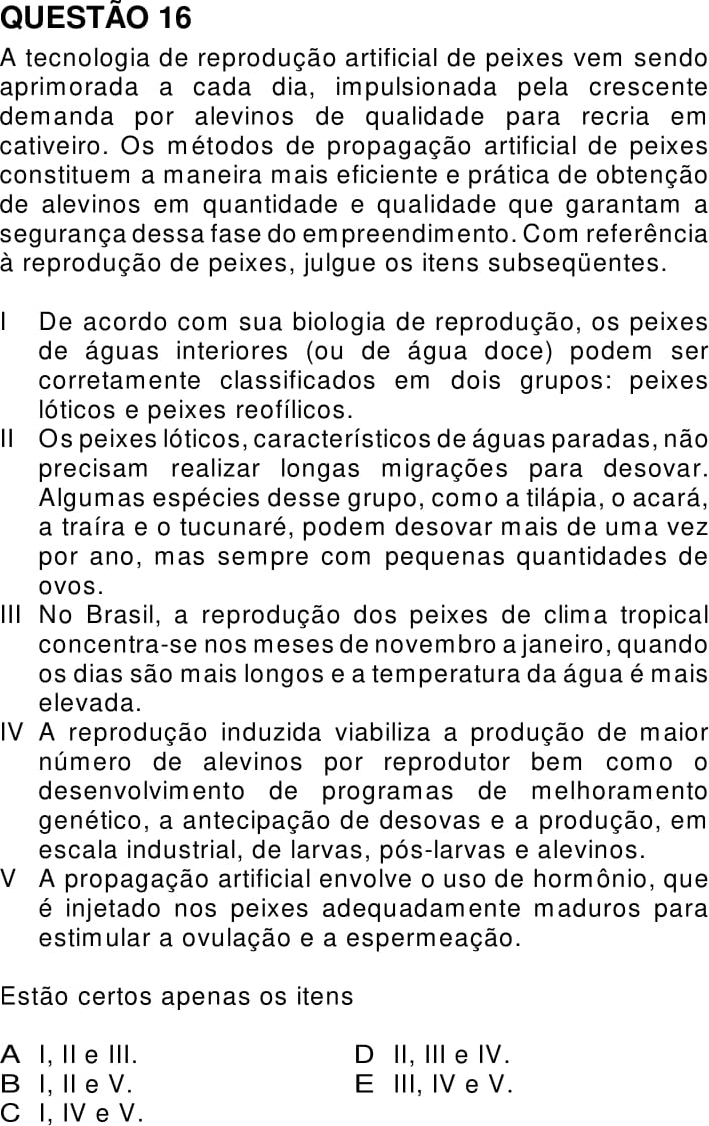 QUESTÃO 16
A tecnologia de reprodução artificial de peixes vem sendo
aprimorada a cada dia, impulsionada pela crescente
demanda por alevinos de qualidade para recria em
cativeiro. Os métodos de propagação artificial de peixes
constituem a maneira mais eficiente e prática de obtenção
de alevinos em quantidade e qualidade que garantam a
segurança dessa fase do empreendimento. Com referência
à reprodução de peixes, julgue os itens subseqüentes.
I De acordo com sua biologia de reprodução, os peixes
de águas interiores (ou de água doce) podem ser
corretamente classificados em dois grupos: peixes
lóticos e peixes reofílicos.
II Os peixes lóticos, característicos de águas paradas, não
precisam realizar longas migrações para desovar.
Algumas espécies desse grupo, como a tilápia, o acará,
a traíra e o tucunaré, podem desovar mais de uma vez
por ano, mas sempre com pequenas quantidades de
ovos.
III No Brasil, a reprodução dos peixes de clima tropical
concentra-se nos meses de novembro a janeiro, quando
os dias são mais longos e a temperatura da água é mais
elevada.
IV A reprodução induzida viabiliza a produção de maior
número de alevinos por reprodutor bem como o
desenvolvimento de programas de melhoramento
genético, a antecipação de desovas e a produção, em
escala industrial, de larvas, pós-larvas e alevinos.
V A propagação artificial envolve o uso de hormônio, que
é injetado nos peixes adequadamente maduros para
estimular a ovulação e a espermeação.
Estão certos apenas os itens
A I, II e III.
B I, II e V.
C I, IV e V.
D II, III e IV.
E III, IV e V.